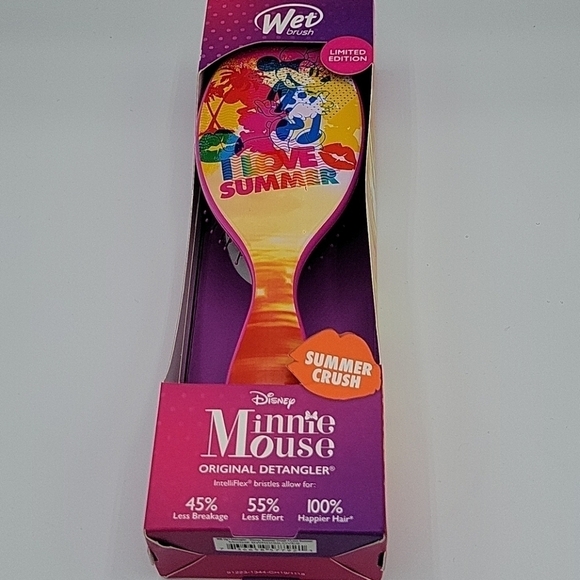 Wet
brush
LIMITED
EDITION
I LOVE
SUMMER
SUMMER
CRUSH
Disney
Minnie
Mouse
ORIGINAL DETANGLER®
IntelliFlex® bristles allow for:
45% 55% 100%
Less Breakage Less Effort Happier Hair*